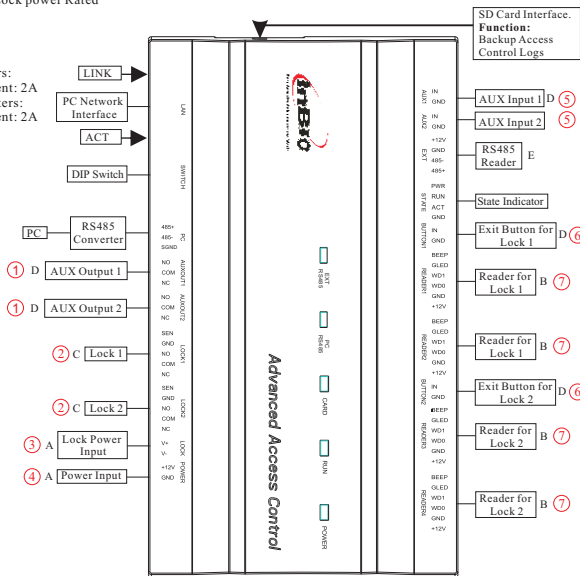 Lock power Rated
rs:
ent: 2A
ters:
ent: 2A
SD Card Interface.
Function:
Backup Access
Control Logs
LINK
PC Network
Interface
ACT
DIP Switch
PC
RS485
Converter
① D AUX Output 1
① D AUX Output 2
② C Lock 1
② C Lock 2
③ A Lock Power
Input
④ A Power Input
LAN
SWITCH
485+
485-
SGND
PC
NO
COM
NC
AUXOUT1
NO
COM
NC
AUXOUT2
SEN
GND
NO
COM
NC
LOCK1
SEN
GND
NO
COM
NC
LOCK2
V+
V-
LOCK
+12V
GND
POWER
EXT
RS485
PC
RS485
CARD
RUN
POWER
Advanced Access Control
AUX1
IN
GND
AUX2
IN
GND
EXT
+12V
GND
485-
485+
STATE
PWR
RUN
ACT
GND
BUTTON1
IN
GND
READER1
BEEP
GLED
WD1
WD0
GND
+12V
READER2
BEEP
GLED
WD1
WD0
GND
+12V
BUTTON2
IN
GND
READER3
BEEP
GLED
WD1
WD0
GND
+12V
READER4
BEEP
GLED
WD1
WD0
GND
+12V
AUX Input 1 D ⑤
AUX Input 2 ⑤
RS485
Reader E
State Indicator
Exit Button for
Lock 1 D ⑥
Reader for
Lock 1 B ⑦
Reader for
Lock 1 B ⑦
Exit Button for
Lock 2 D ⑥
Reader for
Lock 2 B ⑦
Reader for
Lock 2 B ⑦